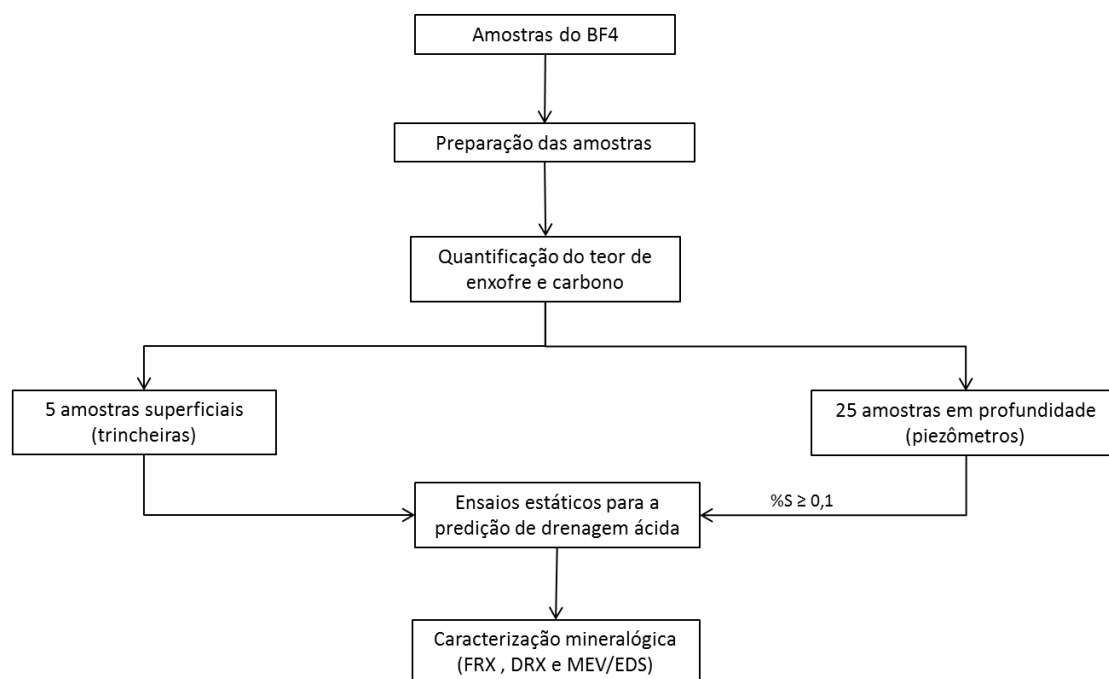 Amostras do BF4
Preparação das amostras
Quantificação do teor de
enxofre e carbono
5 amostras superficiais
(trincheiras)
25 amostras em profundidade
(piezômetros)
Ensaios estáticos para a
predição de drenagem ácida
%S ≥ 0,1
Caracterização mineralógica
(FRX , DRX e MEV/EDS)